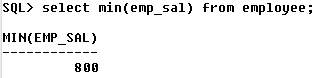 SQL> select min(emp_sal) from employee;
MIN(EMP_SAL)
------------
800